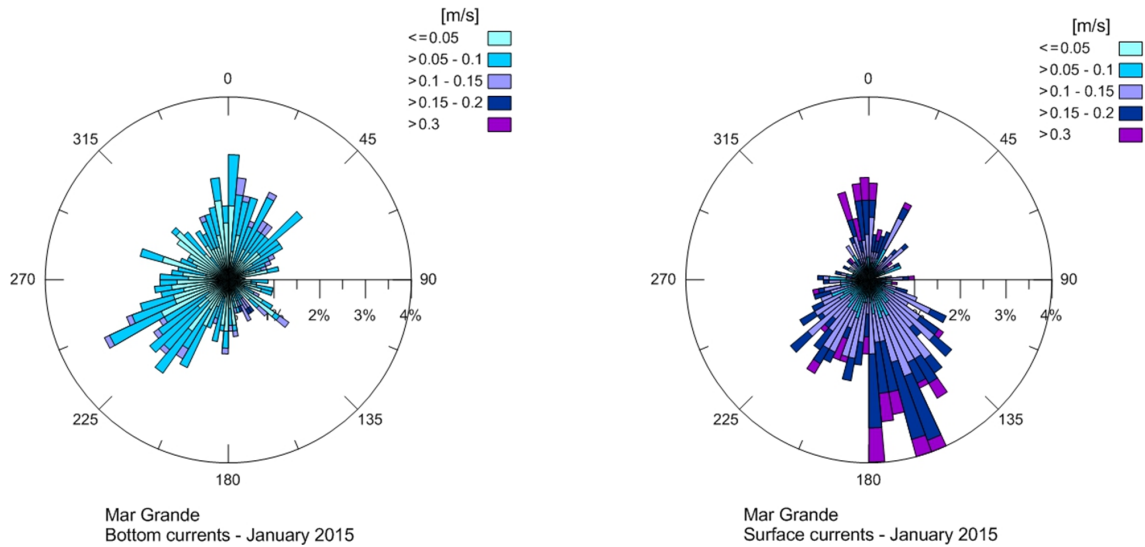 [m/s]
<=0.05
>0.05 - 0.1
>0.1 - 0.15
>0.15 - 0.2
>0.3
0
45
90
135
180
225
270
315
2%
3%
4%
Mar Grande
Bottom currents - January 2015
[m/s]
<=0.05
>0.05 - 0.1
>0.1 - 0.15
>0.15 - 0.2
>0.3
0
45
90
135
180
225
270
315
2%
3%
4%
Mar Grande
Surface currents - January 2015